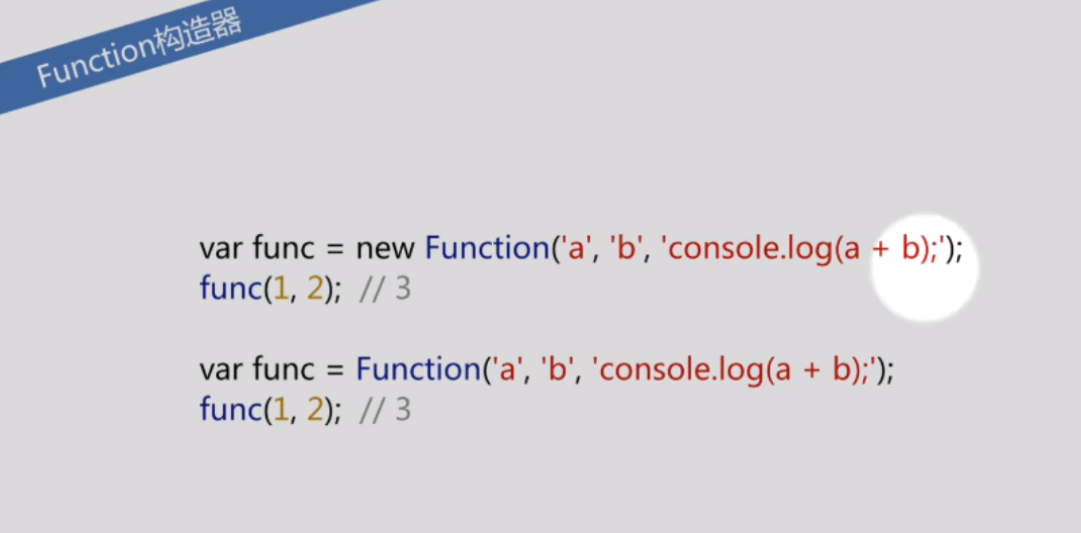 Function构造器
var func = new Function('a', 'b', 'console.log(a + b);');
func(1, 2);  // 3
var func = Function('a', 'b', 'console.log(a + b);');
func(1, 2);  // 3